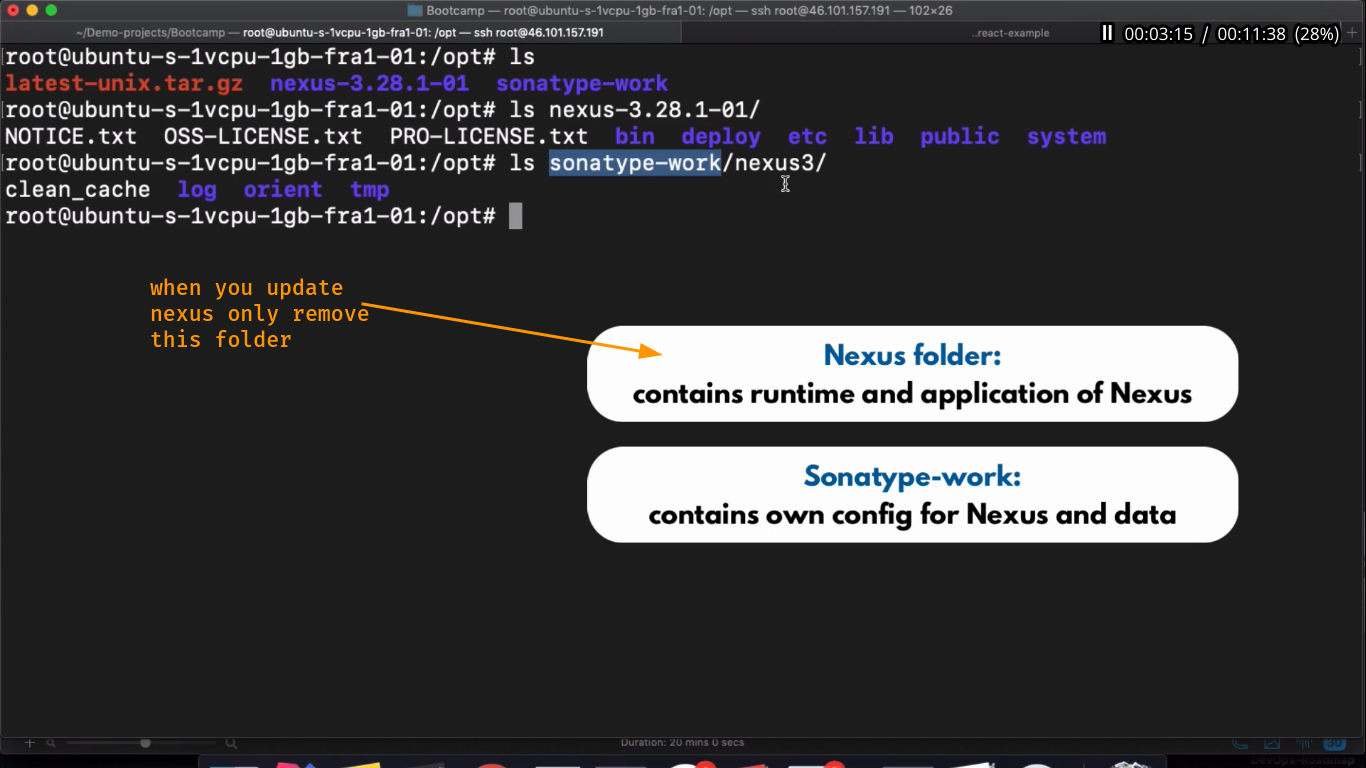 Bootcamp — root@ubuntu-s-1vcpu-1gb-fra1-01: /opt — ssh root@46.101.157.191 — 102×26
~/Demo-projects/Bootcamp — root@ubuntu-s-1vcpu-1gb-fra1-01: /opt — ssh root@46.101.157.191
..react-example
00:03:15 / 00:11:38 (28%)
root@ubuntu-s-1vcpu-1gb-fra1-01:/opt# ls
latest-unix.tar.gz nexus-3.28.1-01 sonatype-work
root@ubuntu-s-1vcpu-1gb-fra1-01:/opt# ls nexus-3.28.1-01/
NOTICE.txt OSS-LICENSE.txt PRO-LICENSE.txt bin deploy etc lib public system
root@ubuntu-s-1vcpu-1gb-fra1-01:/opt# ls sonatype-work/nexus3/
clean_cache log orient tmp
root@ubuntu-s-1vcpu-1gb-fra1-01:/opt#
when you update
nexus only remove
this folder
Nexus folder:
contains runtime and application of Nexus
Sonatype-work:
contains own config for Nexus and data
Duration: 20 mins 0 secs
30
DevOps-Roadmap